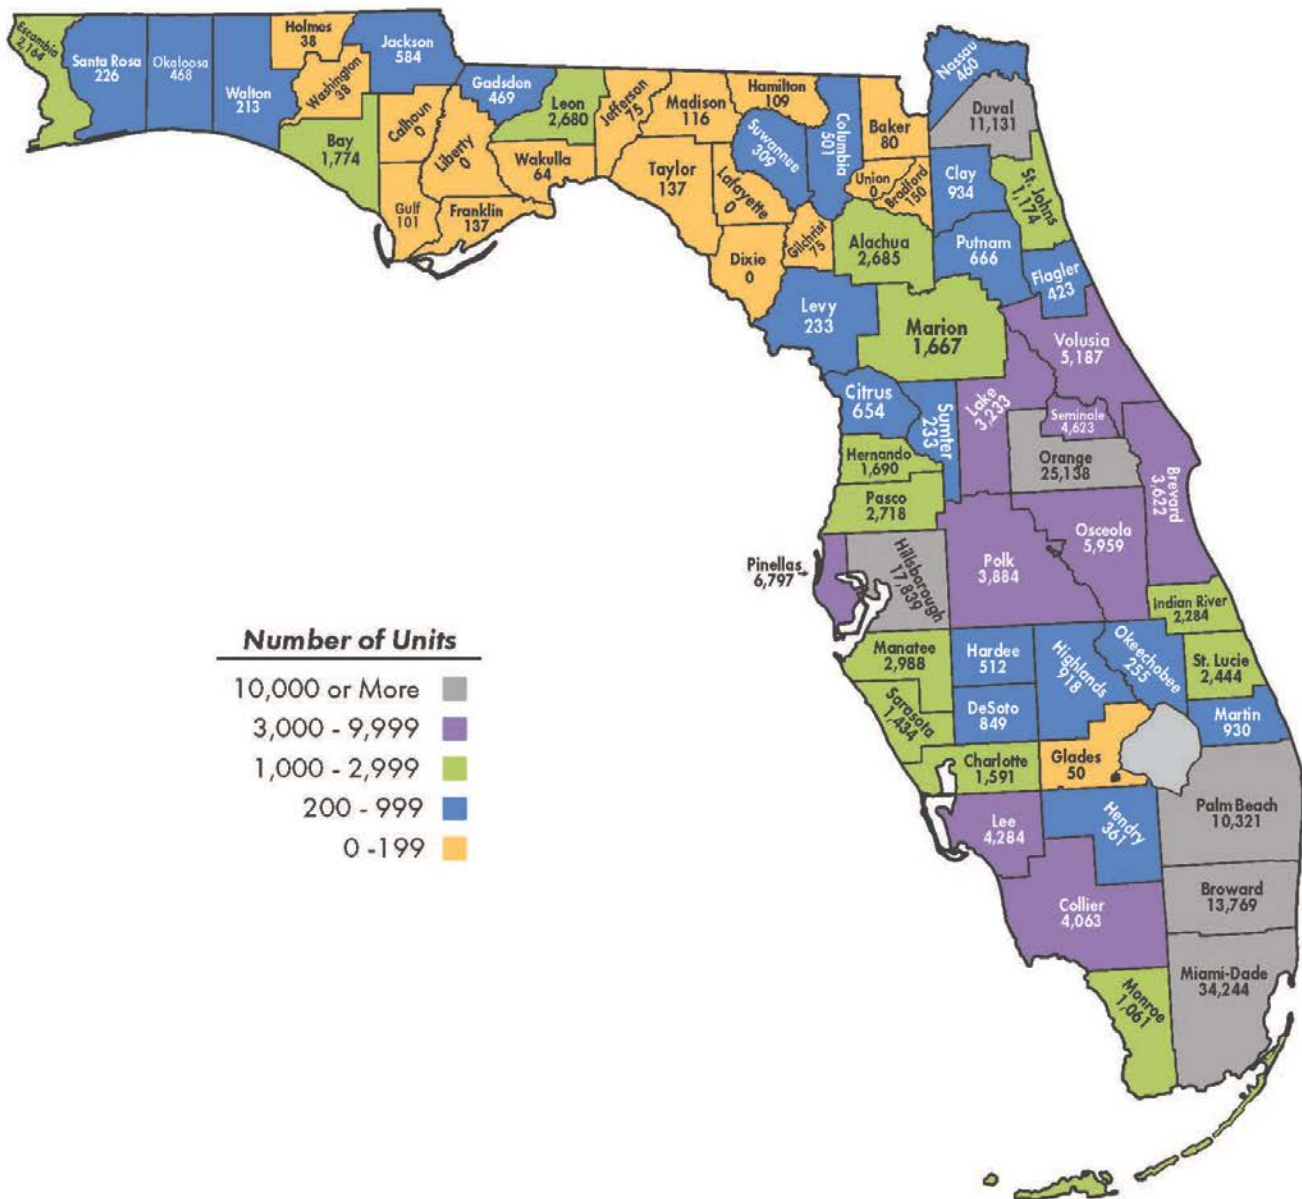 Escambia
2,164
Santa Rosa
226
Okaloosa
468
Walton
213
Holmes
38
Washington
38
Jackson
584
Bay
1,774
Calhoun
0
Gulf
101
Liberty
0
Gadsden
469
Franklin
137
Leon
2,680
Wakulla
64
Jefferson
75
Madison
116
Taylor
137
Hamilton
109
Suwannee
309
Lafayette
0
Dixie
0
Columbia
501
Gilchrist
75
Baker
80
Union
0
Bradford
150
Nassau
460
Duval
11,131
Clay
934
St. Johns
1,174
Alachua
2,685
Putnam
666
Flagler
423
Levy
233
Marion
1,667
Volusia
5,187
Citrus
654
Sumter
233
Lake
3,233
Seminole
4,623
Orange
25,138
Brevard
3,622
Hernando
1,690
Pasco
2,718
Pinellas
6,797
Hillsborough
17,839
Polk
3,884
Osceola
5,959
Indian River
2,284
Manatee
2,988
Hardee
512
Highlands
918
Okeechobee
255
St. Lucie
2,444
Sarasota
1,434
DeSoto
849
Martin
930
Charlotte
1,591
Glades
50
Lee
4,284
Hendry
361
Palm Beach
10,321
Collier
4,063
Broward
13,769
Monroe
1,061
Miami-Dade
34,244
Number of Units
10,000 or More
3,000 - 9,999
1,000 - 2,999
200 - 999
0 -199